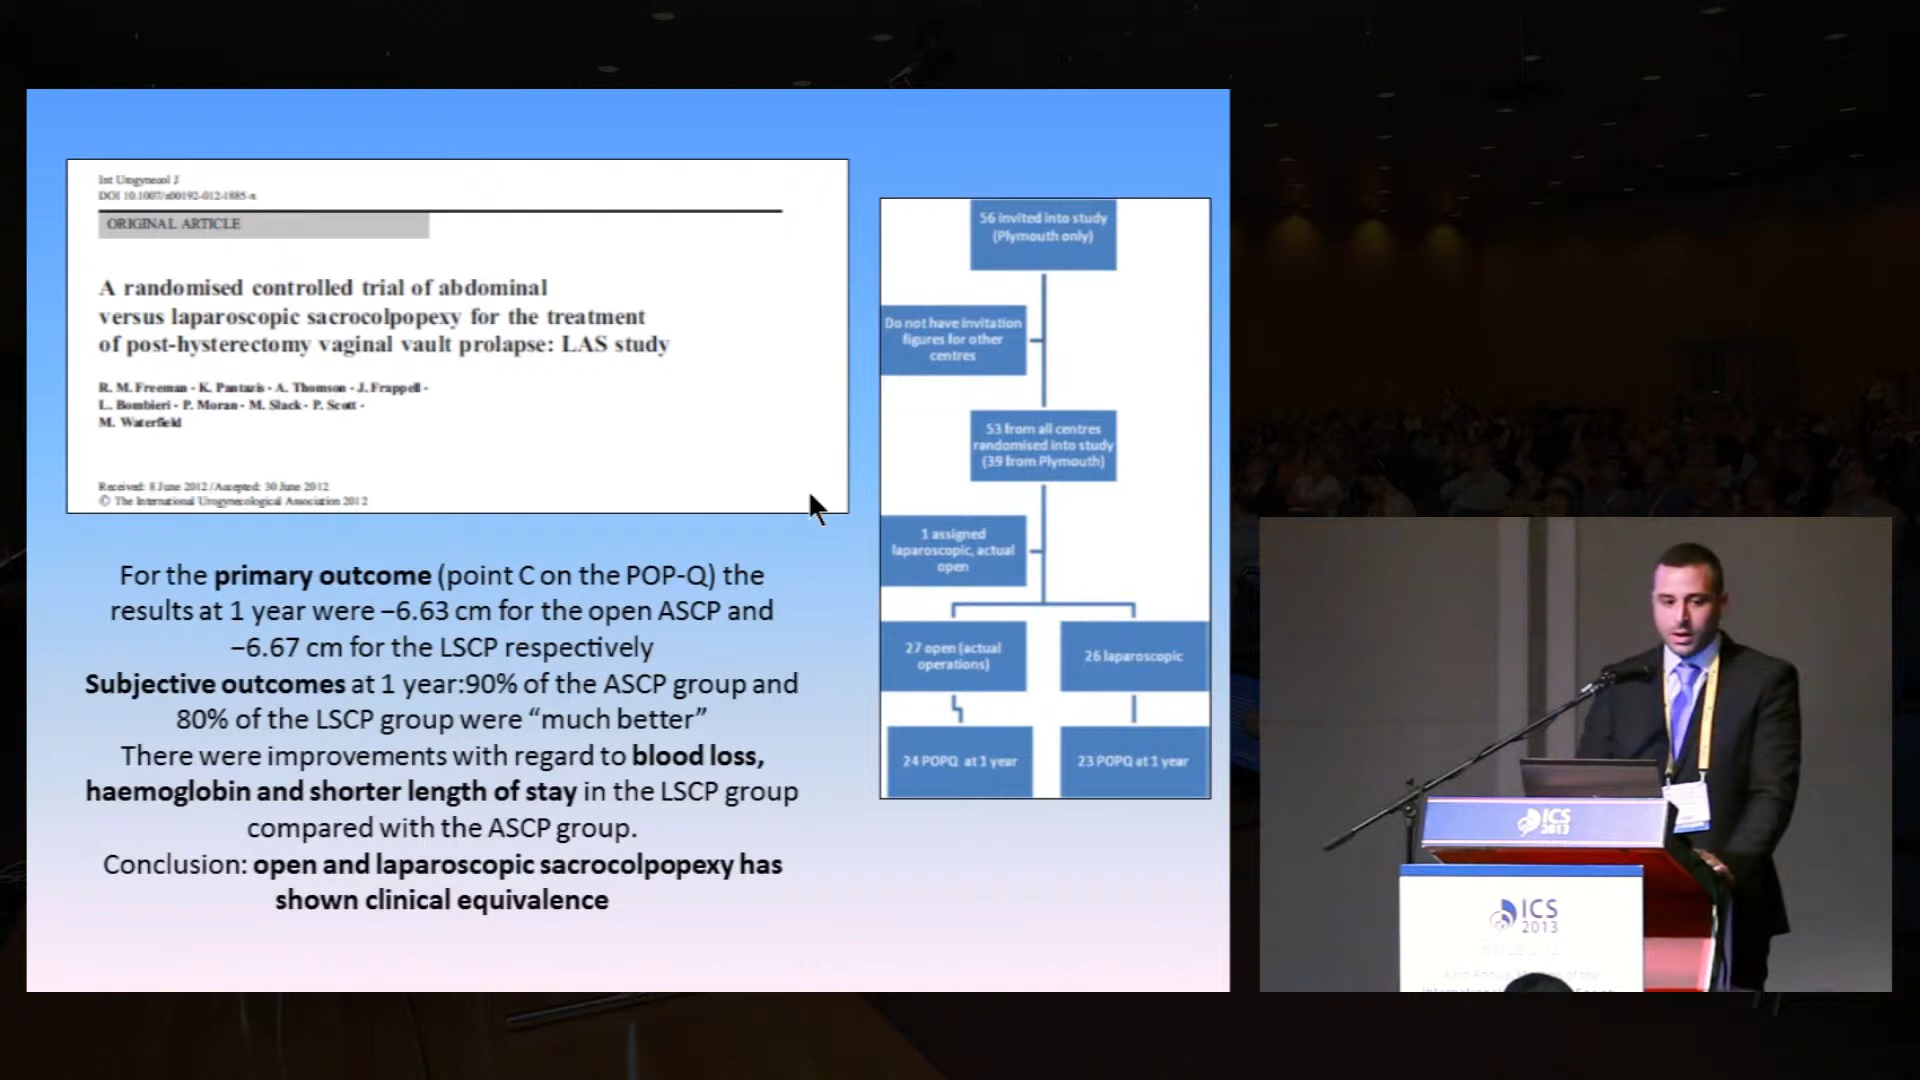 Int Urogynecol J
DOI 10.1007/s00192-012-1885-x
ORIGINAL ARTICLE
A randomised controlled trial of abdominal
versus laparoscopic sacrocolpopexy for the treatment
of post-hysterectomy vaginal vault prolapse: LAS study
R. M. Freeman · K. Pantazis · A. Thomson · J. Frappell ·
L. Bombieri · P. Moran · M. Slack · P. Scott ·
M. Waterfield
Received: 8 June 2012 / Accepted: 30 June 2012
© The International Urogynecological Association 2012
For the primary outcome (point C on the POP-Q) the
results at 1 year were −6.63 cm for the open ASCP and
−6.67 cm for the LSCP respectively
Subjective outcomes at 1 year:90% of the ASCP group and
80% of the LSCP group were “much better”
There were improvements with regard to blood loss,
haemoglobin and shorter length of stay in the LSCP group
compared with the ASCP group.
Conclusion: open and laparoscopic sacrocolpopexy has
shown clinical equivalence
56 invited into study
(Plymouth only)
Do not have invitation
figures for other
centres
53 from all centres
randomised into study
(39 from Plymouth)
1 assigned
laparoscopic, actual
open
27 open (actual
operations)
26 laparoscopic
24 POPQ at 1 year
23 POPQ at 1 year
ICS
2013
ICS
2013